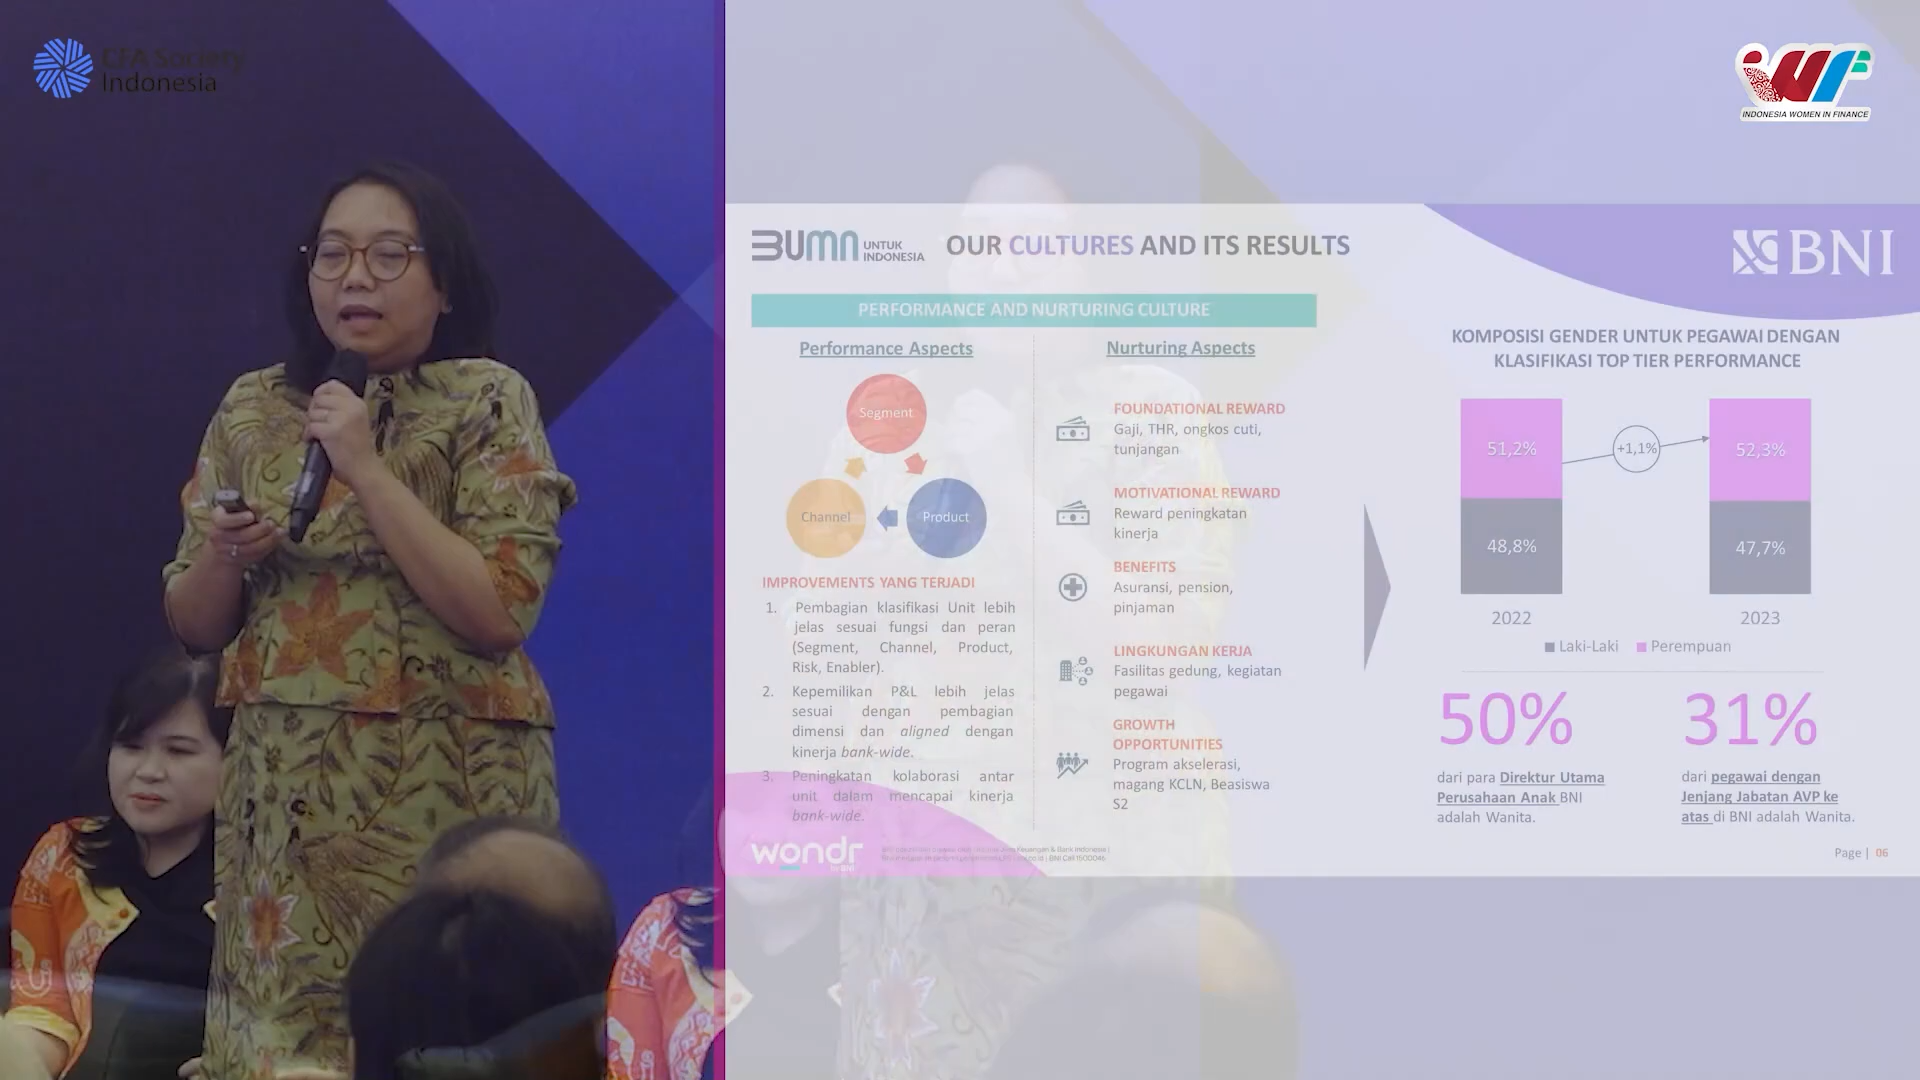 CFA Society
Indonesia
INDONESIA WOMEN IN FINANCE
BUMN UNTUK
INDONESIA
OUR CULTURES AND ITS RESULTS
BNI
PERFORMANCE AND NURTURING CULTURE
Performance Aspects
Segment
Channel
Product
IMPROVEMENTS YANG TERJADI
1. Pembagian klasifikasi Unit lebih
jelas sesuai fungsi dan peran
(Segment, Channel, Product,
Risk, Enabler).
2. Kepemilikan P&L lebih jelas
sesuai dengan pembagian
dimensi dan aligned dengan
kinerja bank-wide.
3. Peningkatan kolaborasi antar
unit dalam mencapai kinerja
bank-wide.
Nurturing Aspects
FOUNDATIONAL REWARD
Gaji, THR, ongkos cuti,
tunjangan
MOTIVATIONAL REWARD
Reward peningkatan
kinerja
BENEFITS
Asuransi, pension,
pinjaman
LINGKUNGAN KERJA
Fasilitas gedung, kegiatan
pegawai
GROWTH
OPPORTUNITIES
Program akselerasi,
magang KCLN, Beasiswa
S2
KOMPOSISI GENDER UNTUK PEGAWAI DENGAN
KLASIFIKASI TOP TIER PERFORMANCE
51,2%
+1,1%
52,3%
48,8%
47,7%
2022
2023
Laki-Laki
Perempuan
50%
dari para Direktur Utama
Perusahaan Anak BNI
adalah Wanita.
31%
dari pegawai dengan
Jenjang Jabatan AVP ke
atas di BNI adalah Wanita.
wondr
by BNI
Page | 06